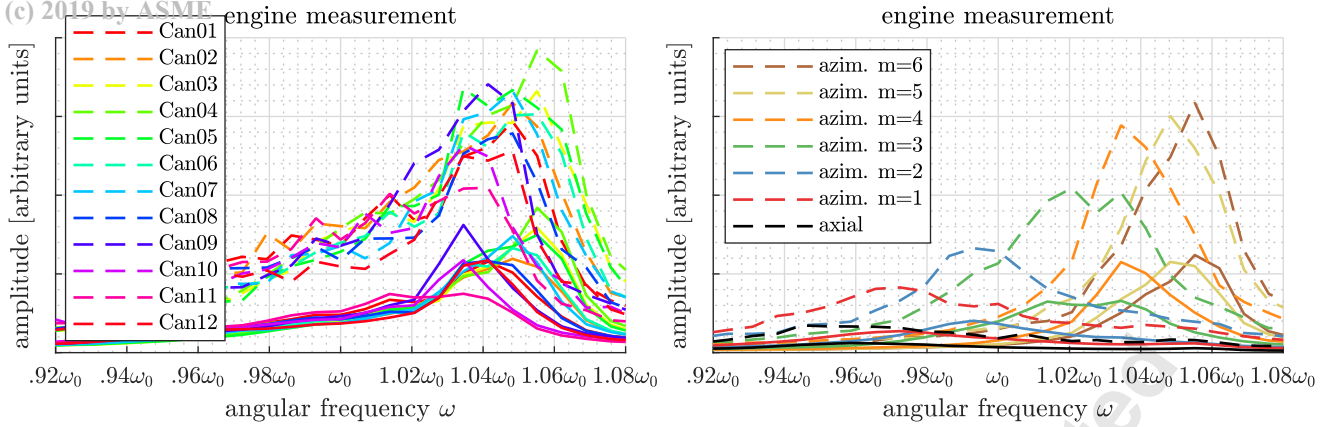 (c) 2019 by ASME
engine measurement
amplitude [arbitrary units]
Can01
Can02
Can03
Can04
Can05
Can06
Can07
Can08
Can09
Can10
Can11
Can12
.92ω₀ .94ω₀ .96ω₀ .98ω₀ ω₀ 1.02ω₀ 1.04ω₀ 1.06ω₀ 1.08ω₀
angular frequency ω
engine measurement
amplitude [arbitrary units]
azim. m=6
azim. m=5
azim. m=4
azim. m=3
azim. m=2
azim. m=1
axial
.92ω₀ .94ω₀ .96ω₀ .98ω₀ ω₀ 1.02ω₀ 1.04ω₀ 1.06ω₀ 1.08ω₀
angular frequency ω